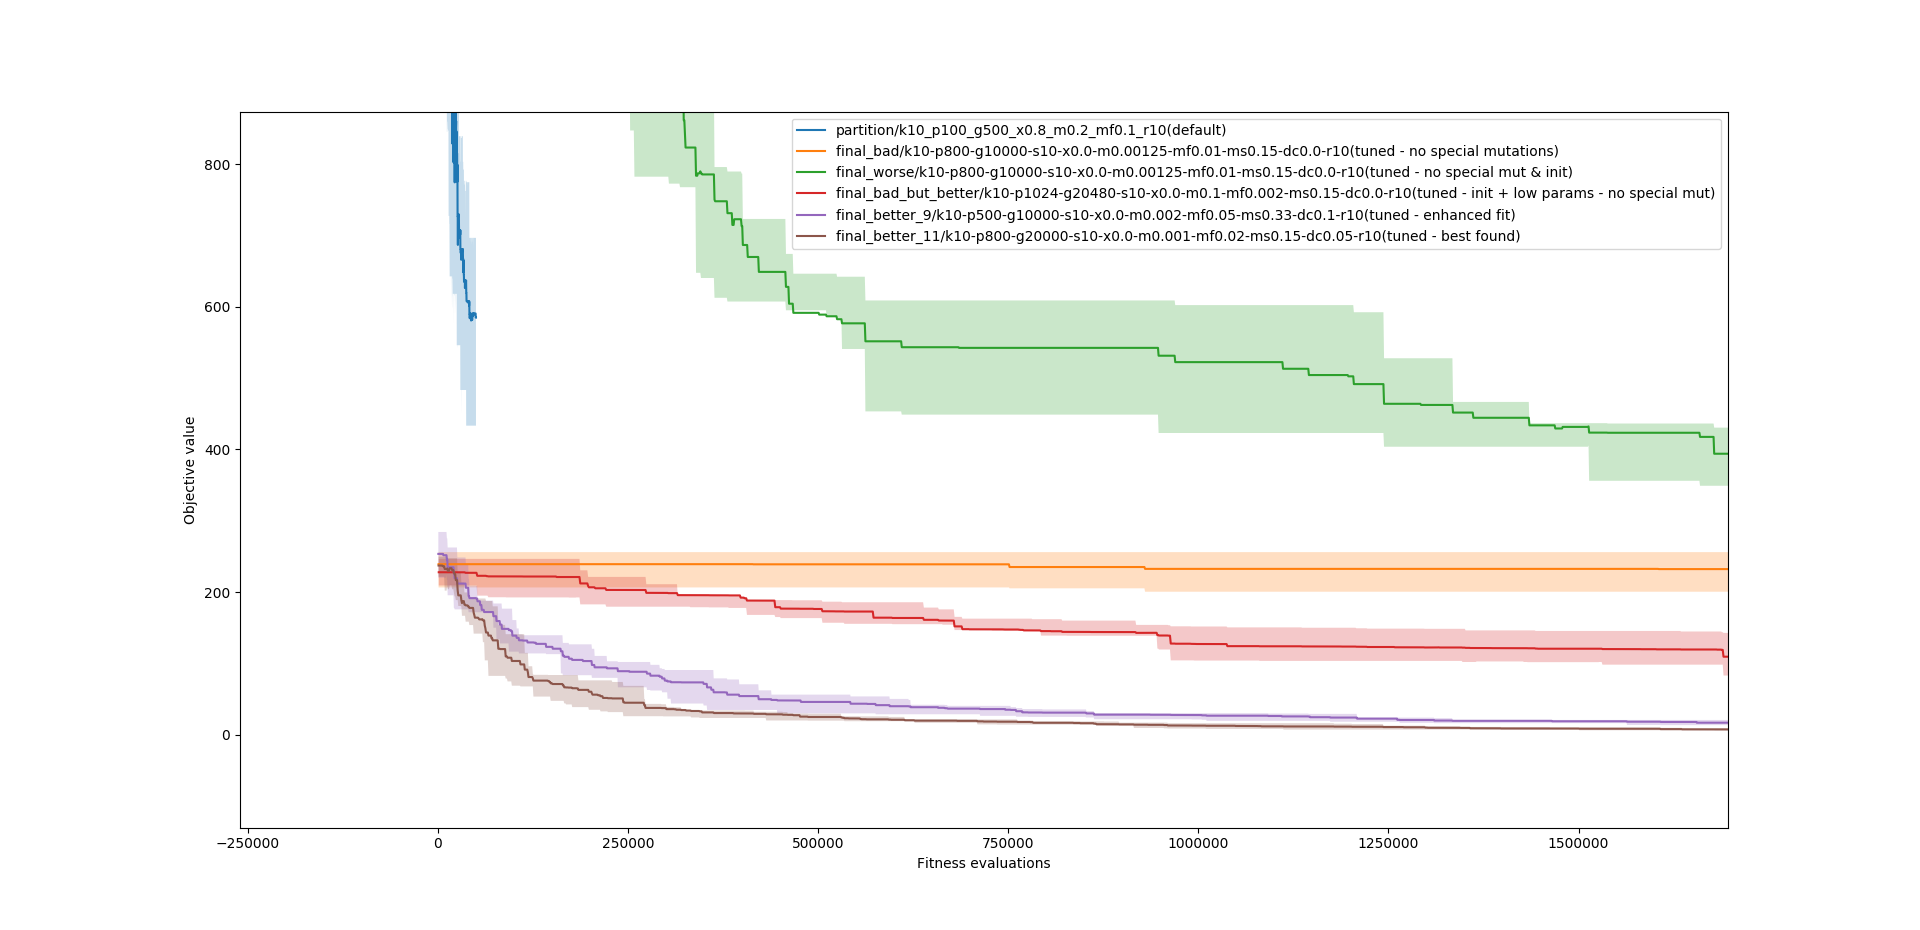 partition/k10_p100_g500_x0.8_m0.2_mf0.1_r10(default)
final_bad/k10-p800-g10000-s10-x0.0-m0.00125-mf0.01-ms0.15-dc0.0-r10(tuned - no special mutations)
final_worse/k10-p800-g10000-s10-x0.0-m0.00125-mf0.01-ms0.15-dc0.0-r10(tuned - no special mut & init)
final_bad_but_better/k10-p1024-g20480-s10-x0.0-m0.1-mf0.002-ms0.15-dc0.0-r10(tuned - init + low params - no special mut)
final_better_9/k10-p500-g10000-s10-x0.0-m0.002-mf0.05-ms0.33-dc0.1-r10(tuned - enhanced fit)
final_better_11/k10-p800-g20000-s10-x0.0-m0.001-mf0.02-ms0.15-dc0.05-r10(tuned - best found)
800
600
400
200
0
Objective value
−250000 0 250000 500000 750000 1000000 1250000 1500000
Fitness evaluations